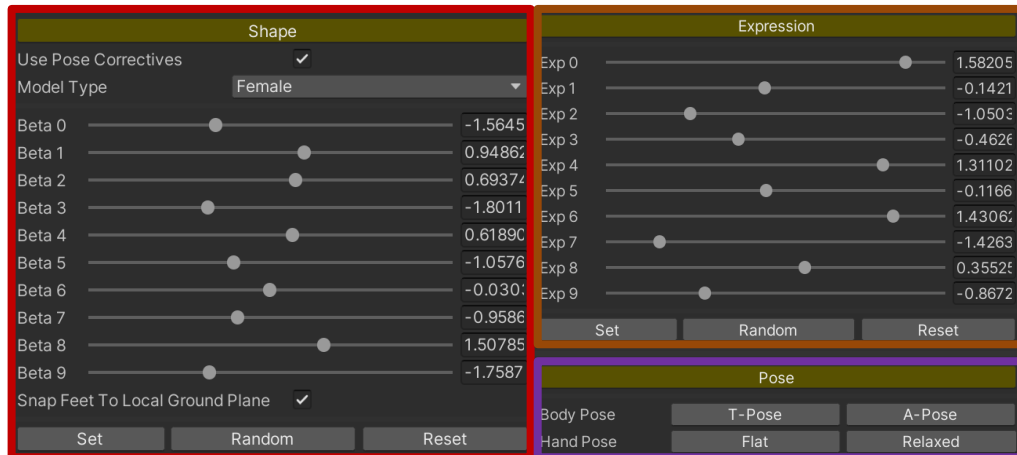 Shape
Use Pose Correctives
Model Type Female
Beta 0 -1.5645
Beta 1 0.94862
Beta 2 0.69374
Beta 3 -1.8011
Beta 4 0.61890
Beta 5 -1.0576
Beta 6 -0.0303
Beta 7 -0.9586
Beta 8 1.50785
Beta 9 -1.7587
Snap Feet To Local Ground Plane
Set Random Reset
Expression
Exp 0 1.58205
Exp 1 -0.1421
Exp 2 -1.0503
Exp 3 -0.4626
Exp 4 1.31102
Exp 5 -0.1166
Exp 6 1.43062
Exp 7 -1.4263
Exp 8 0.35525
Exp 9 -0.8672
Set Random Reset
Pose
Body Pose T-Pose A-Pose
Hand Pose Flat Relaxed